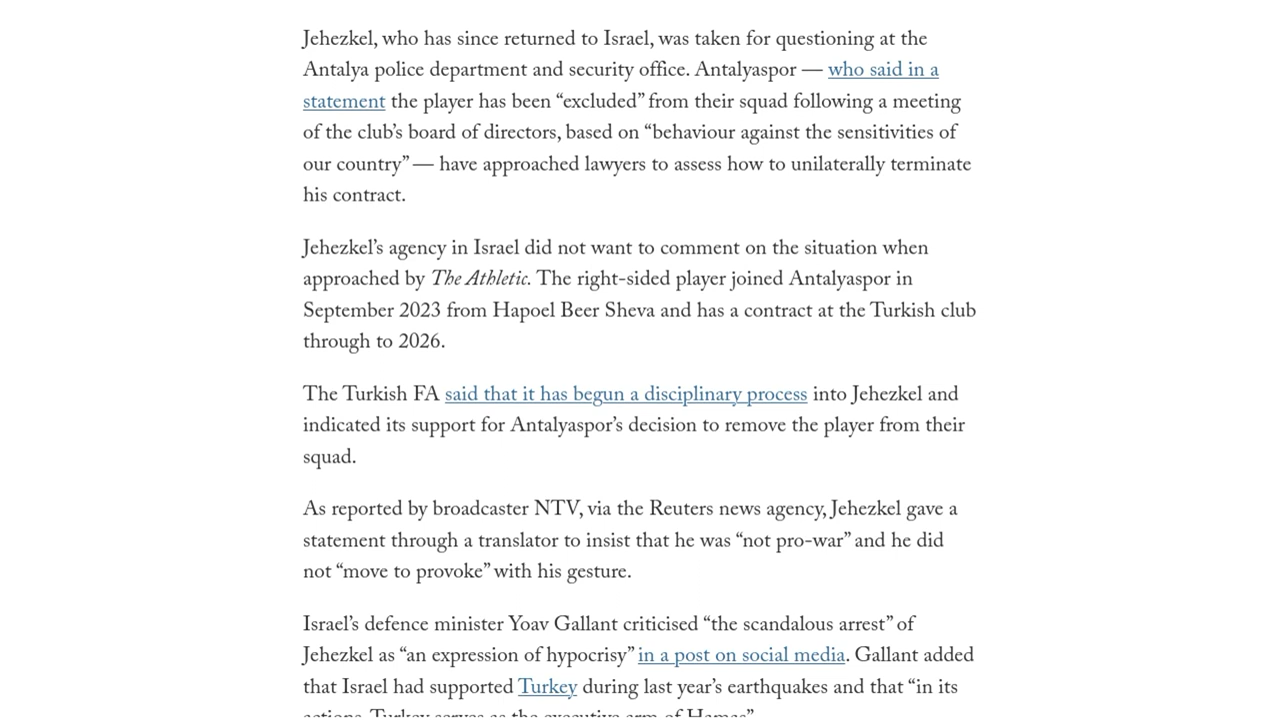 Jehezkel, who has since returned to Israel, was taken for questioning at the
Antalya police department and security office. Antalyaspor — who said in a
statement the player has been “excluded” from their squad following a meeting
of the club’s board of directors, based on “behaviour against the sensitivities of
our country” — have approached lawyers to assess how to unilaterally terminate
his contract.
Jehezkel’s agency in Israel did not want to comment on the situation when
approached by The Athletic. The right-sided player joined Antalyaspor in
September 2023 from Hapoel Beer Sheva and has a contract at the Turkish club
through to 2026.
The Turkish FA said that it has begun a disciplinary process into Jehezkel and
indicated its support for Antalyaspor’s decision to remove the player from their
squad.
As reported by broadcaster NTV, via the Reuters news agency, Jehezkel gave a
statement through a translator to insist that he was “not pro-war” and he did
not “move to provoke” with his gesture.
Israel’s defence minister Yoav Gallant criticised “the scandalous arrest” of
Jehezkel as “an expression of hypocrisy” in a post on social media. Gallant added
that Israel had supported Turkey during last year’s earthquakes and that “in its
actions, Turkey serves as the executive arm of Hamas”.